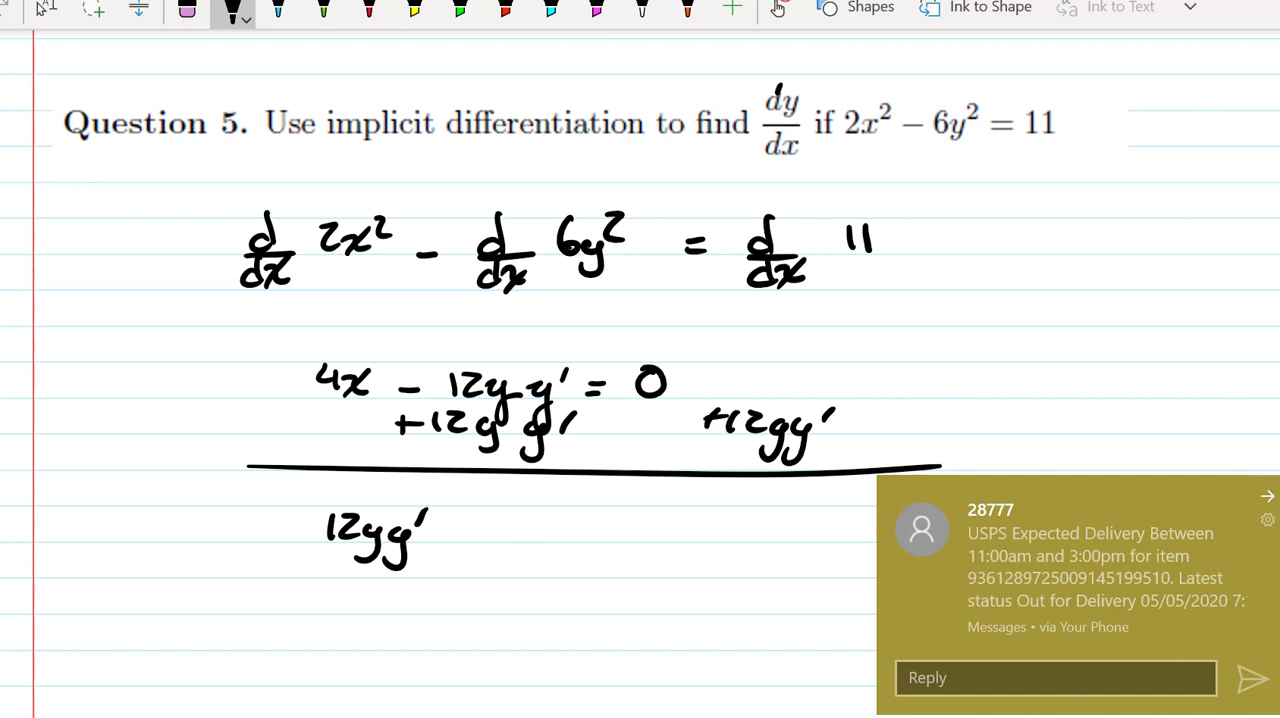 Shapes Ink to Shape Ink to Text
Question 5. Use implicit differentiation to find dy/dx if 2x² − 6y² = 11
d/dx 2x² − d/dx 6y² = d/dx 11
4x − 12y y' = 0
+12y y' +12yy'
12yy'
28777
USPS Expected Delivery Between
11:00am and 3:00pm for item
9361289725009145199510. Latest
status Out for Delivery 05/05/2020 7:
Messages • via Your Phone
Reply